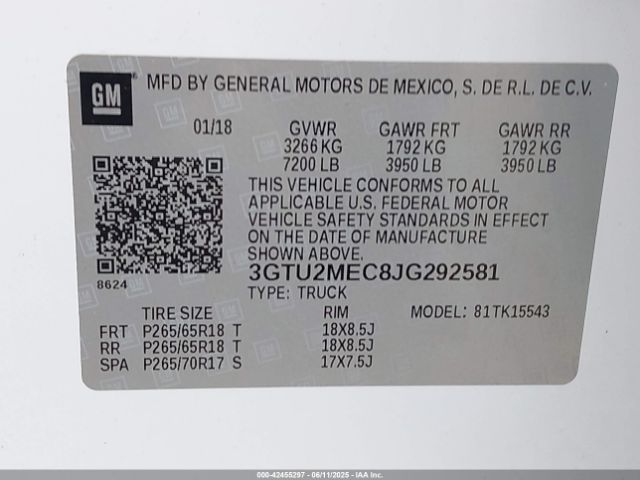 GM
MFD BY GENERAL MOTORS DE MEXICO, S. DE R.L. DE C.V.
01/18 GVWR GAWR FRT GAWR RR
3266 KG 1792 KG 1792 KG
7200 LB 3950 LB 3950 LB
THIS VEHICLE CONFORMS TO ALL
APPLICABLE U.S. FEDERAL MOTOR
VEHICLE SAFETY STANDARDS IN EFFECT
ON THE DATE OF MANUFACTURE
SHOWN ABOVE.
8624
3GTU2MEC8JG292581
TYPE: TRUCK MODEL: 81TK15543
TIRE SIZE RIM
FRT P265/65R18 T 18X8.5J
RR P265/65R18 T 18X8.5J
SPA P265/70R17 S 17X7.5J
000-42455297 - 06/11/2025 - IAA Inc.